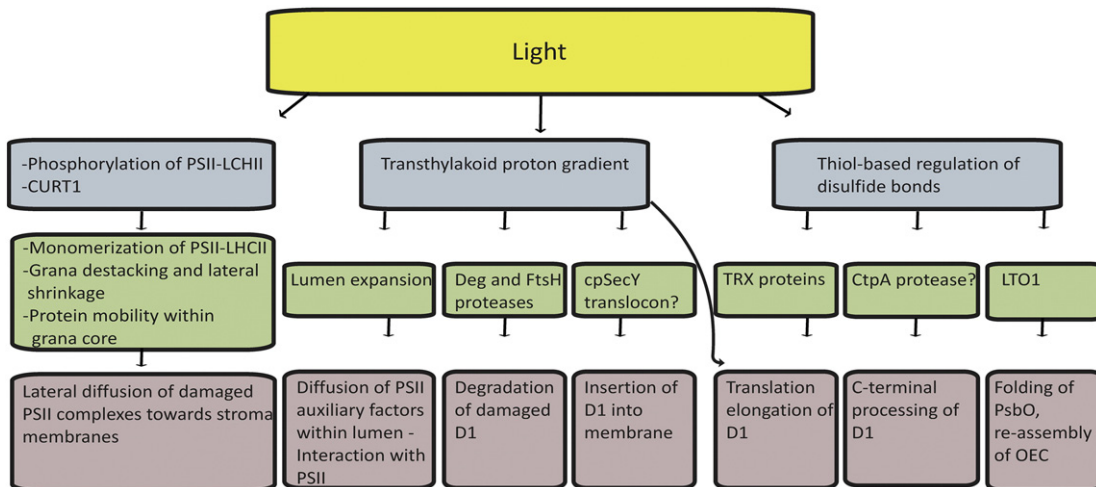 Light
-Phosphorylation of PSII-LCHII
-CURT1
Transthylakoid proton gradient
Thiol-based regulation of
disulfide bonds
-Monomerization of PSII-LHCII
-Grana destacking and lateral
shrinkage
-Protein mobility within
grana core
Lumen expansion
Deg and FtsH
proteases
cpSecY
translocon?
TRX proteins
CtpA protease?
LTO1
Lateral diffusion of damaged
PSII complexes towards stroma
membranes
Diffusion of PSII
auxiliary factors
within lumen -
Interaction with
PSII
Degradation
of damaged
D1
Insertion of
D1 into
membrane
Translation
elongation of
D1
C-terminal
processing of
D1
Folding of
PsbO,
re-assembly
of OEC